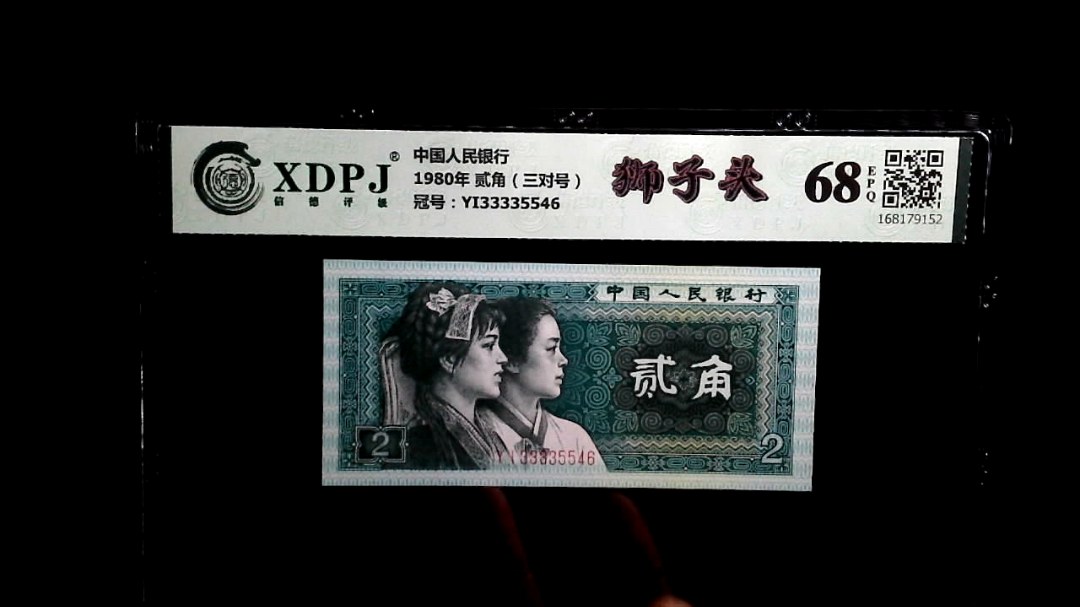 XDPJ®
信德评级
中国人民银行
1980年 贰角（三对号）
冠号：YI33335546
狮子头
68
EPQ
168179152
中国人民银行
贰角
2
2
YI33335546